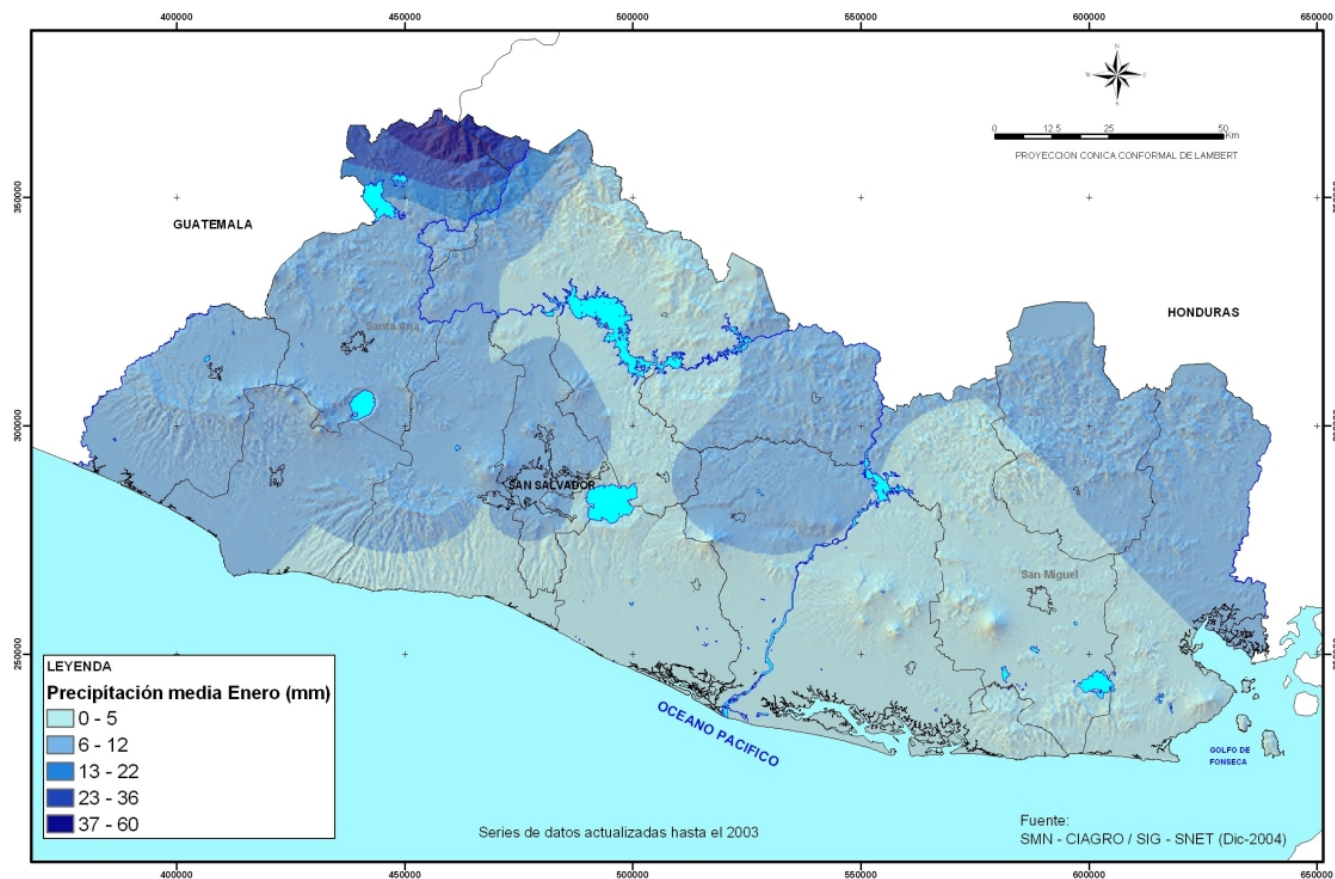 400000 450000 500000 550000 600000 650000
N
W E
S
0 12.5 25 50
Km
PROYECCION CONICA CONFORMAL DE LAMBERT
350000
GUATEMALA
HONDURAS
Santa Ana
300000
SAN SALVADOR
San Miguel
250000
LEYENDA
Precipitación media Enero (mm)
0 - 5
6 - 12
13 - 22
23 - 36
37 - 60
OCEANO PACIFICO
GOLFO DE
FONSECA
Series de datos actualizadas hasta el 2003
Fuente:
SMN - CIAGRO / SIG - SNET (Dic-2004)
400000 450000 500000 550000 600000 650000